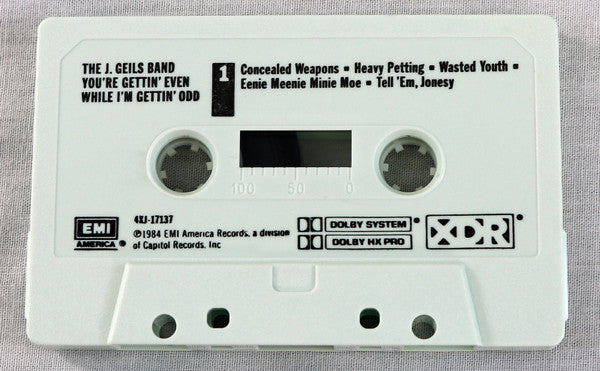 THE J. GEILS BAND
YOU'RE GETTIN' EVEN
WHILE I'M GETTIN' ODD
1
Concealed Weapons ▪ Heavy Petting ▪ Wasted Youth ▪
Eenie Meenie Minie Moe ▪ Tell 'Em, Jonesy
100 50 0
4XJ-17137
EMI
AMERICA®
℗1984 EMI America Records, a division
of Capitol Records, Inc
DOLBY SYSTEM®
DOLBY HX PRO
XDR®